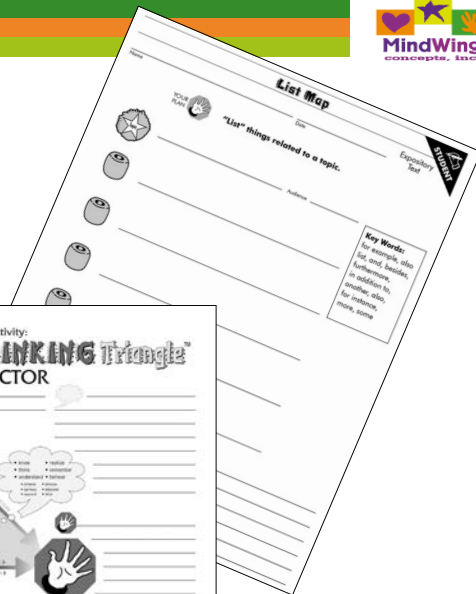 MindWing
concepts, inc
List Map
Name
Date
YOUR
PLAN
"List" things related to a topic.
Expository
Text
STUDENT
Audience
Key Words:
for example, also
list, and, besides,
furthermore,
in addition to,
another, also,
for instance,
more, some
tivity:
INKING Triangle™
CTOR
• know
• think
• understand
• realize
• remember
• believe